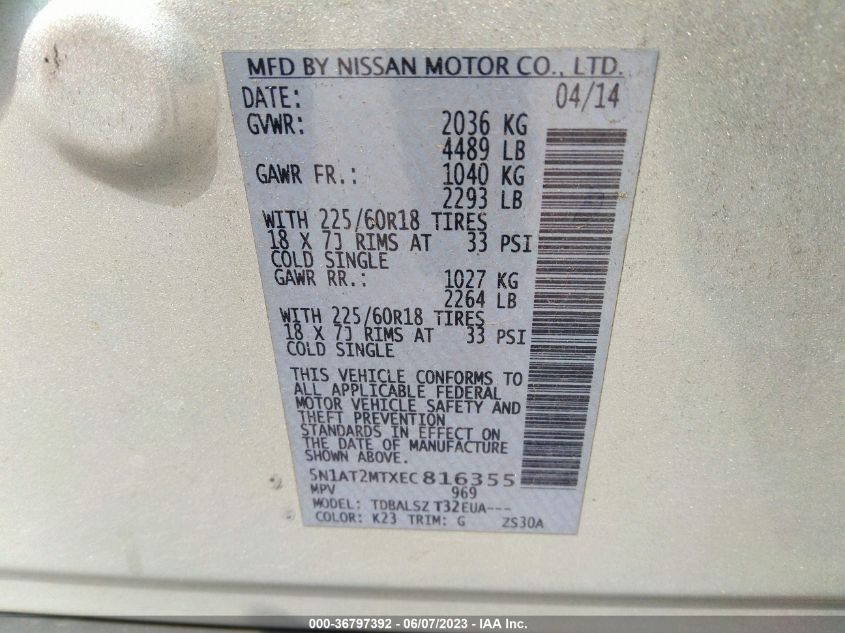 MFD BY NISSAN MOTOR CO., LTD.
DATE: 04/14
GVWR: 2036 KG
4489 LB
GAWR FR.: 1040 KG
2293 LB
WITH 225/60R18 TIRES
18 X 7J RIMS AT 33 PSI
COLD SINGLE
GAWR RR.: 1027 KG
2264 LB
WITH 225/60R18 TIRES
18 X 7J RIMS AT 33 PSI
COLD SINGLE
THIS VEHICLE CONFORMS TO
ALL APPLICABLE FEDERAL
MOTOR VEHICLE SAFETY AND
THEFT PREVENTION
STANDARDS IN EFFECT ON
THE DATE OF MANUFACTURE
SHOWN ABOVE.
5N1AT2MTXEC816355
MPV 969
MODEL: TDBALSZ T32EUA---
COLOR: K23 TRIM: G ZS30A
000-36797392 - 06/07/2023 - IAA Inc.